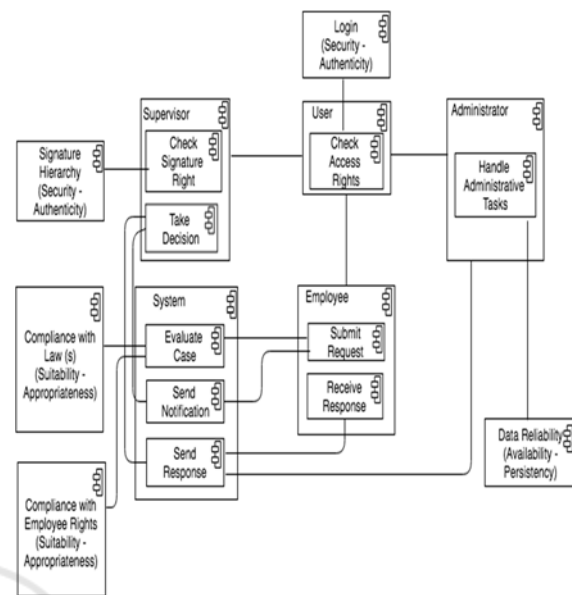 Login
(Security -
Authenticity)
Supervisor
User
Administrator
Check
Signature
Right
Check
Access
Rights
Signature
Hierarchy
(Security -
Authenticity)
Handle
Administrative
Tasks
Take
Decision
System
Employee
Compliance with
Law (s)
(Suitability -
Appropriateness)
Evaluate
Case
Submit
Request
Send
Notification
Receive
Response
Send
Response
Data Reliability
(Availability -
Persistency)
Compliance with
Employee Rights
(Suitability -
Appropriateness)